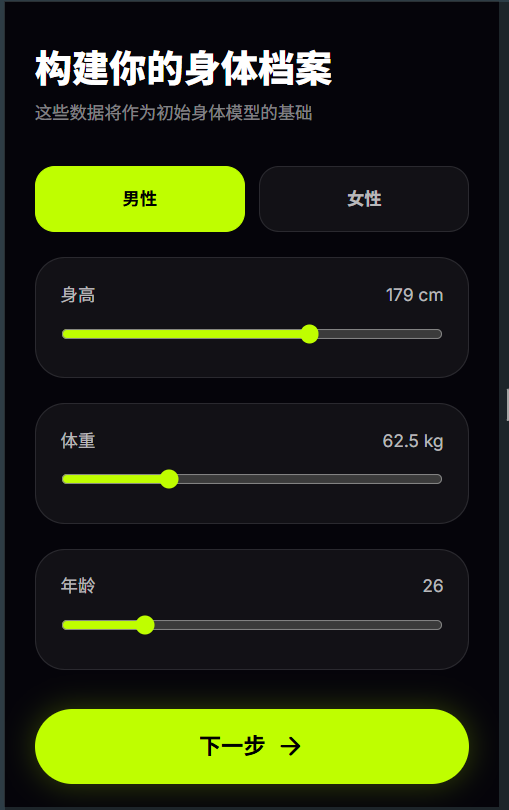 构建你的身体档案
这些数据将作为初始身体模型的基础
男性
女性
身高
179 cm
体重
62.5 kg
年龄
26
下一步 →